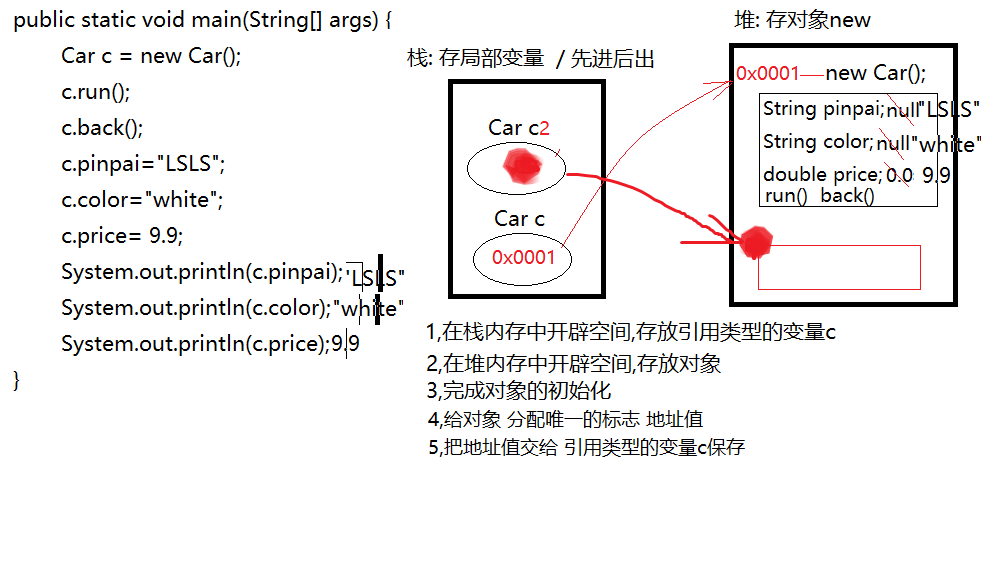 public static void main(String[] args) {
Car c = new Car();
c.run();
c.back();
c.pinpai="LSLS";
c.color="white";
c.price= 9.9;
System.out.println(c.pinpai);"LSLS"
System.out.println(c.color);"white"
System.out.println(c.price);9.9
}
栈: 存局部变量 / 先进后出
Car c2
Car c
0x0001
堆: 存对象new
0x0001 new Car();
String pinpai;null"LSLS"
String color;null"white"
double price;0.0 9.9
run() back()
1,在栈内存中开辟空间,存放引用类型的变量c
2,在堆内存中开辟空间,存放对象
3,完成对象的初始化
4,给对象 分配唯一的标志 地址值
5,把地址值交给 引用类型的变量c保存